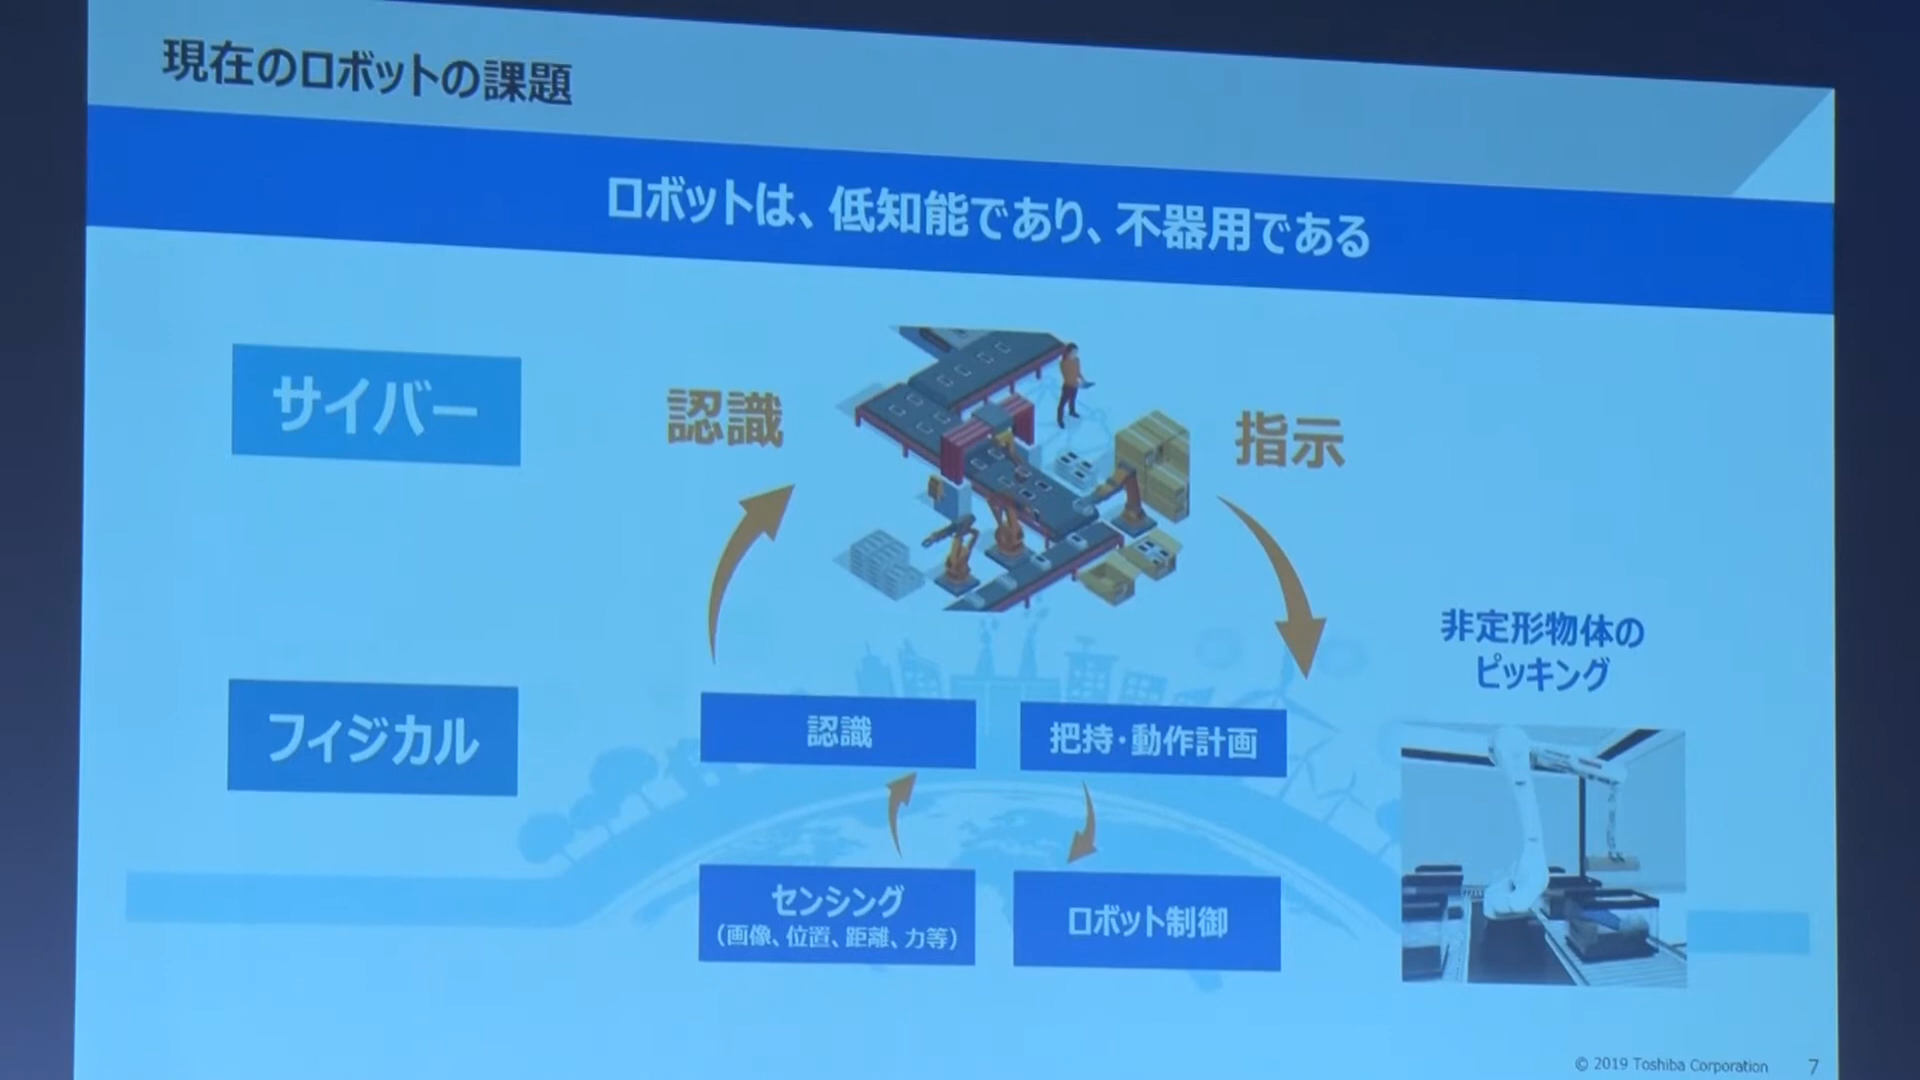 現在のロボットの課題
ロボットは、低知能であり、不器用である
サイバー
認識
指示
非定形物体の
ピッキング
フィジカル
認識
把持・動作計画
センシング
（画像、位置、距離、力等）
ロボット制御
© 2019 Toshiba Corporation
7